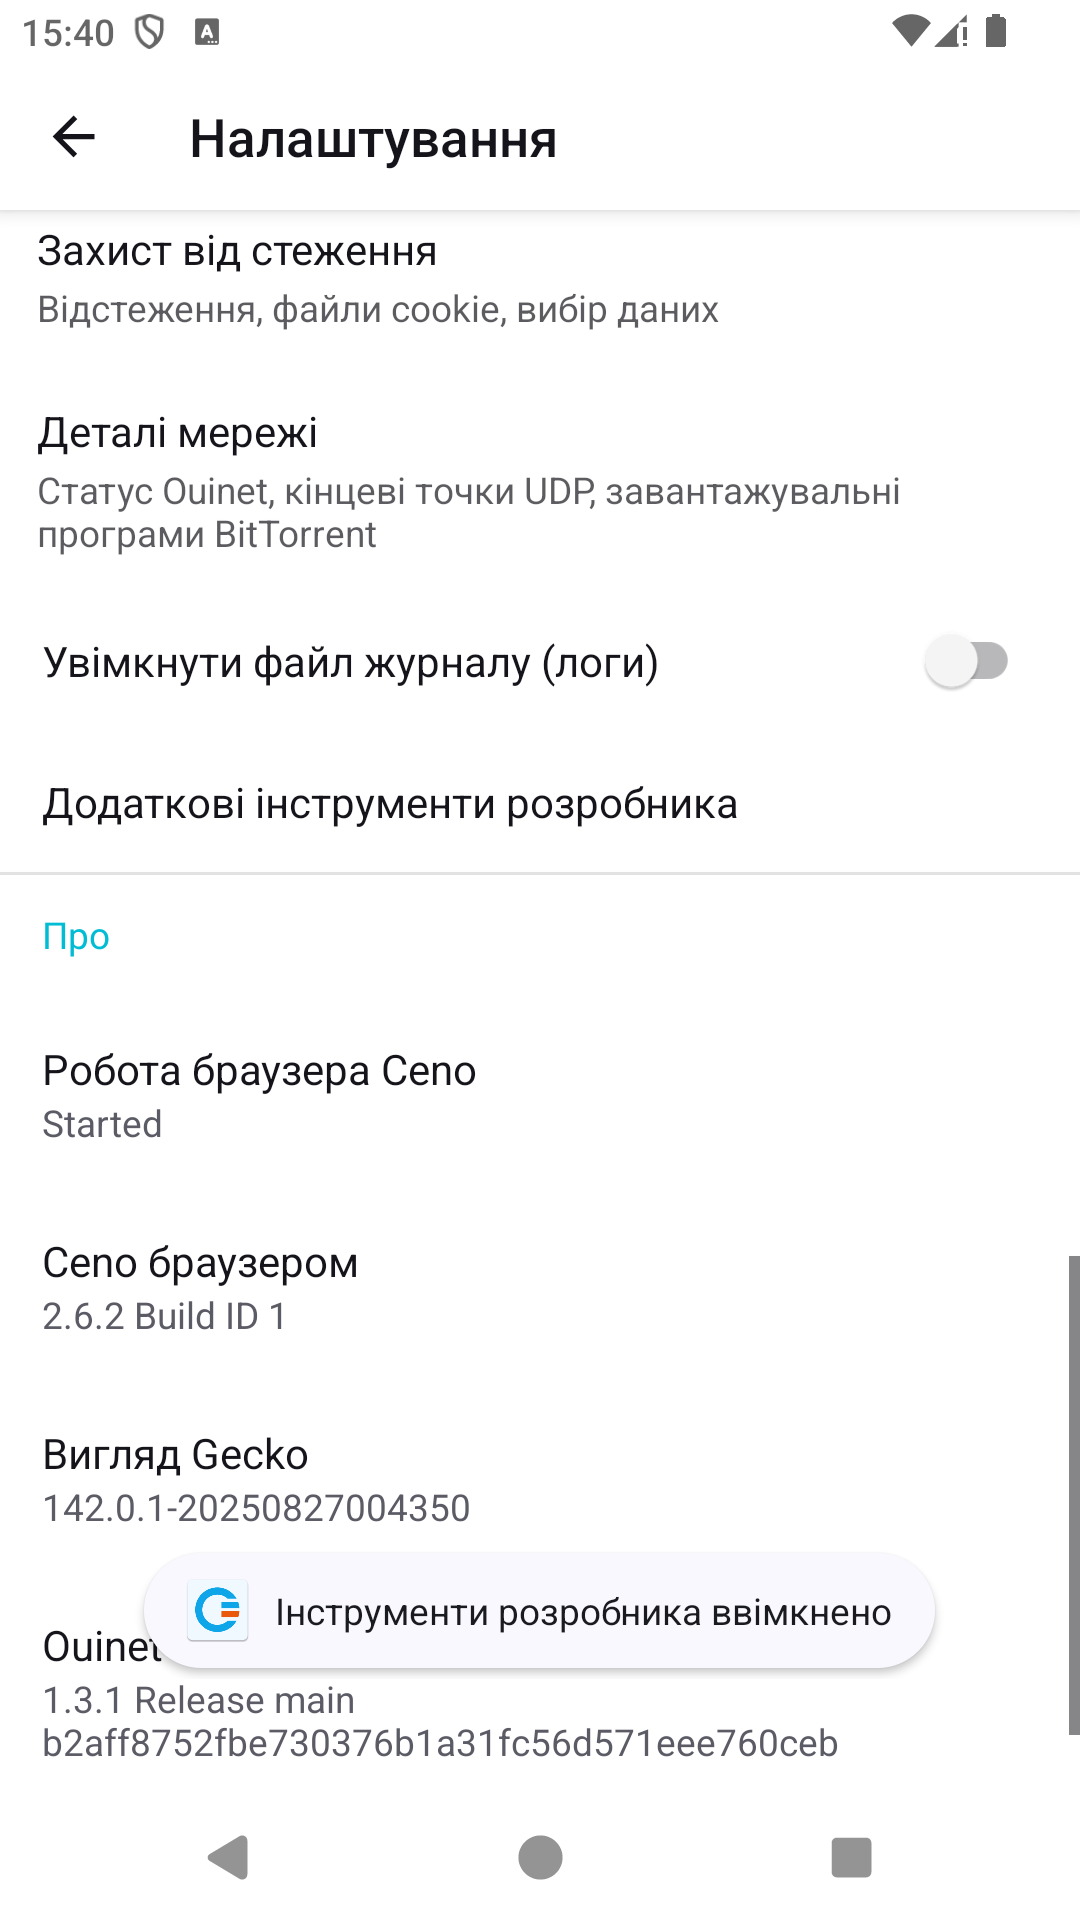 15:40
Налаштування
Захист від стеження
Відстеження, файли cookie, вибір даних
Деталі мережі
Статус Ouinet, кінцеві точки UDP, завантажувальні
програми BitTorrent
Увімкнути файл журналу (логи)
Додаткові інструменти розробника
Про
Робота браузера Ceno
Started
Ceno браузером
2.6.2 Build ID 1
Вигляд Gecko
142.0.1-20250827004350
Інструменти розробника ввімкнено
Ouinet
1.3.1 Release main
b2aff8752fbe730376b1a31fc56d571eee760ceb